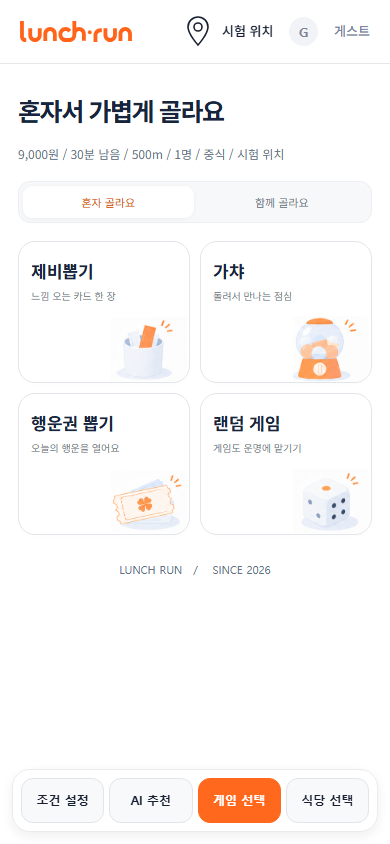 lunch·run
시험 위치
G
게스트
혼자서 가볍게 골라요
9,000원 / 30분 남음 / 500m / 1명 / 중식 / 시험 위치
혼자 골라요
함께 골라요
제비뽑기
느낌 오는 카드 한 장
가챠
돌려서 만나는 점심
행운권 뽑기
오늘의 행운을 열어요
랜덤 게임
게임도 운명에 맡기기
LUNCH RUN / SINCE 2026
조건 설정
AI 추천
게임 선택
식당 선택